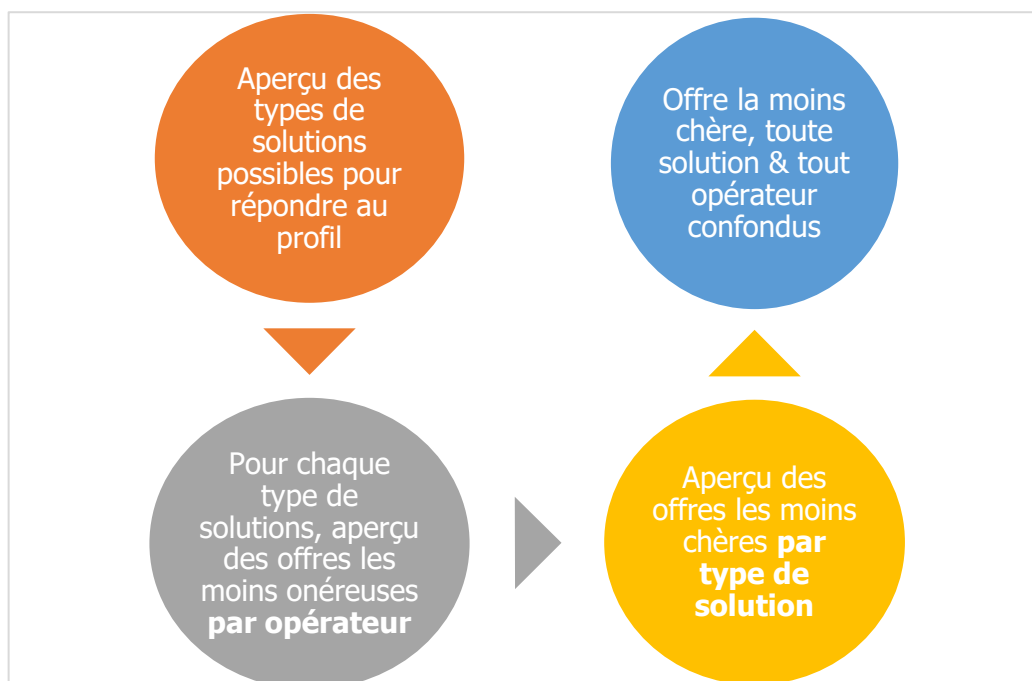 Aperçu des
types de
solutions
possibles pour
répondre au
profil
Pour chaque
type de
solutions, aperçu
des offres les
moins onéreuses
par opérateur
Aperçu des
offres les moins
chères par
type de
solution
Offre la moins
chère, toute
solution & tout
opérateur
confondus